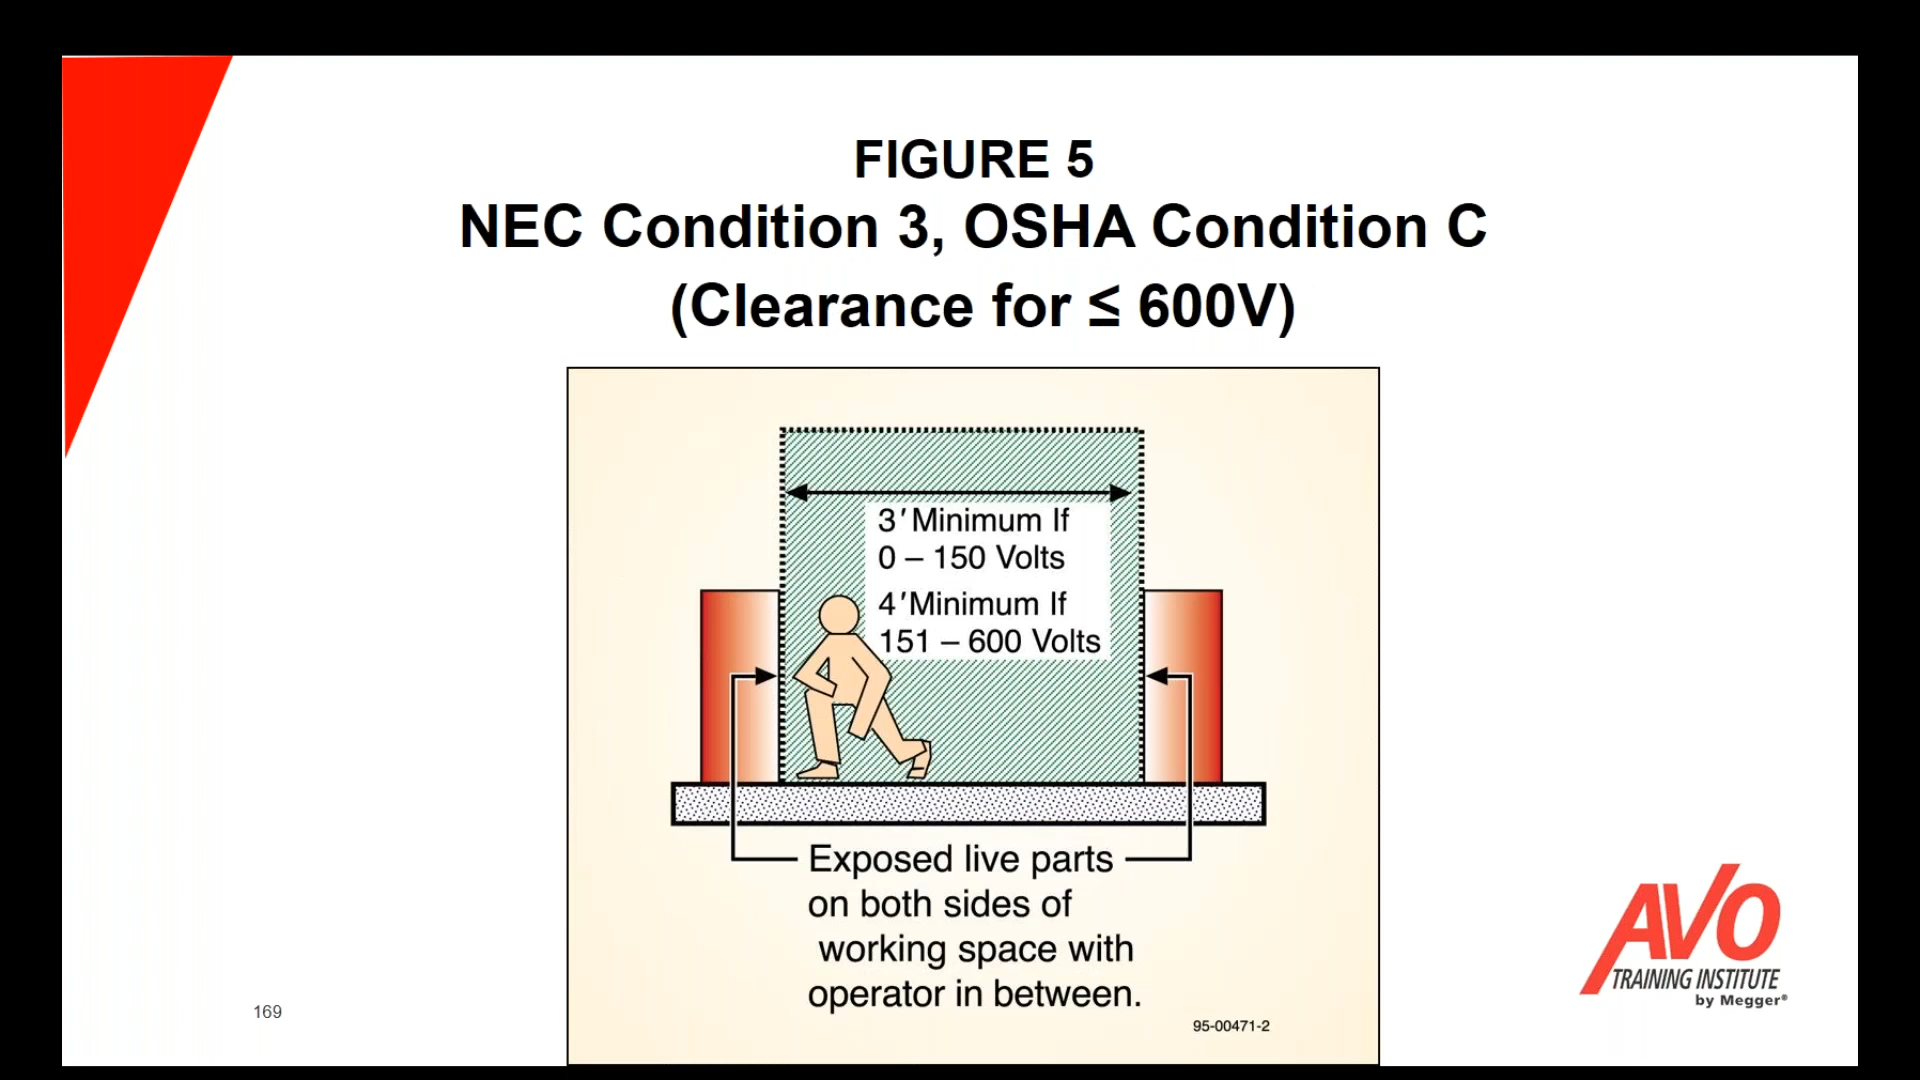 FIGURE 5
NEC Condition 3, OSHA Condition C
(Clearance for ≤ 600V)
3′ Minimum If
0 – 150 Volts
4′ Minimum If
151 – 600 Volts
Exposed live parts
on both sides of
working space with
operator in between.
95-00471-2
169
AVO
TRAINING INSTITUTE
by Megger®